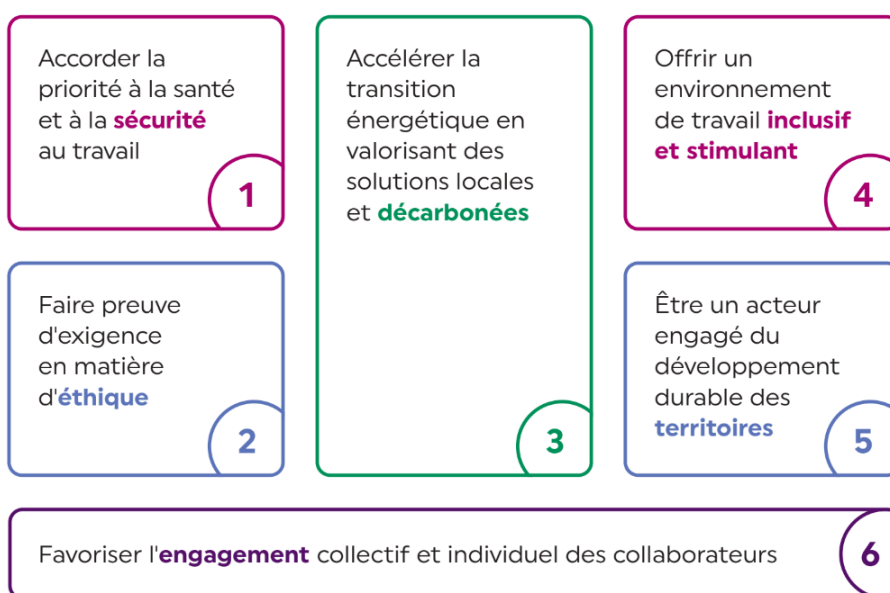 Accorder la
priorité à la santé
et à la sécurité
au travail
1
Faire preuve
d'exigence
en matière
d'éthique
2
Accélérer la
transition
énergétique en
valorisant des
solutions locales
et décarbonées
3
Offrir un
environnement
de travail inclusif
et stimulant
4
Être un acteur
engagé du
développement
durable des
territoires
5
Favoriser l'engagement collectif et individuel des collaborateurs
6